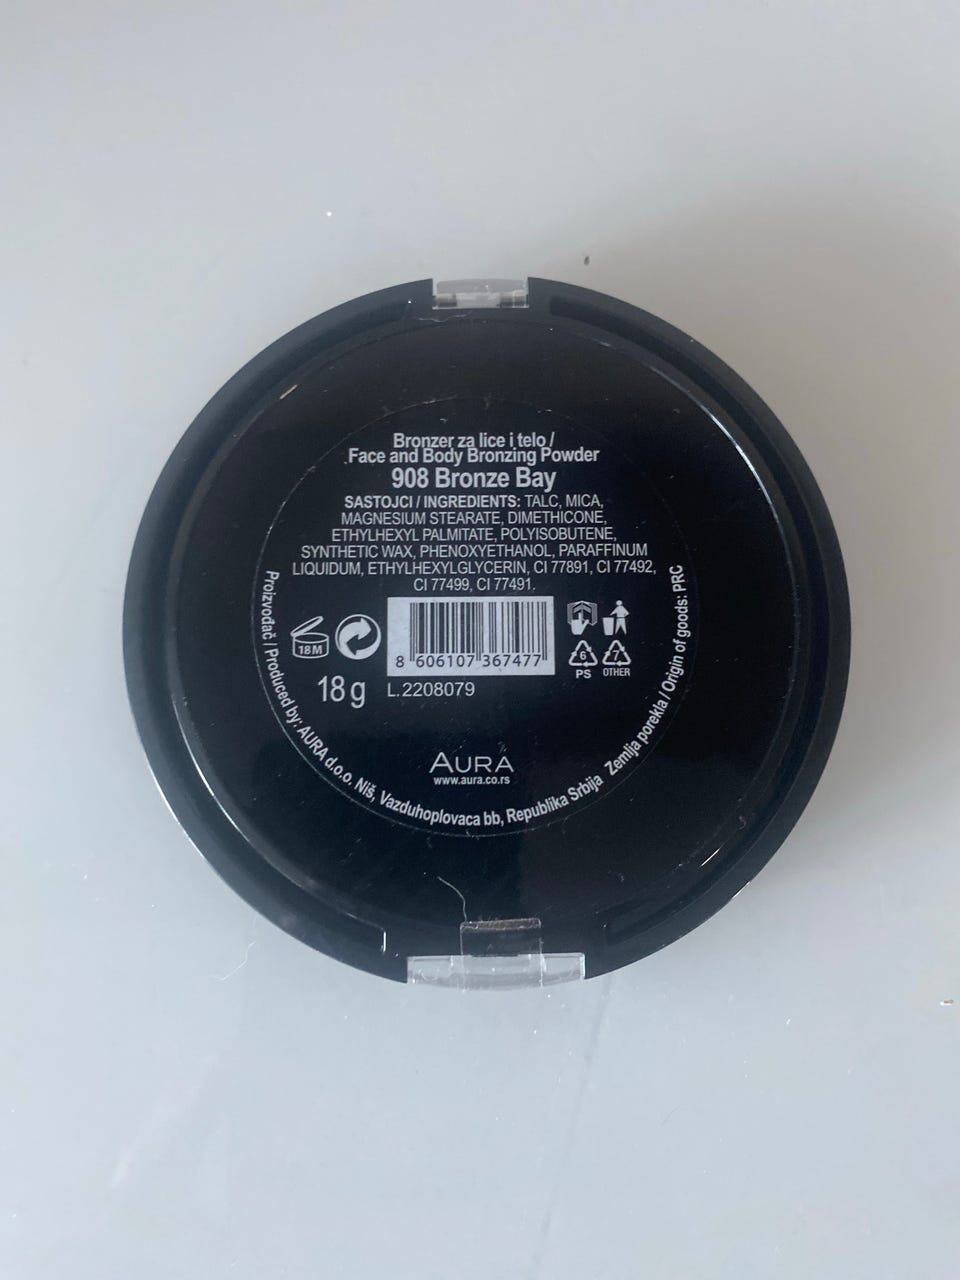 Bronzer za lice i telo /
Face and Body Bronzing Powder
908 Bronze Bay
SASTOJCI / INGREDIENTS: TALC, MICA,
MAGNESIUM STEARATE, DIMETHICONE,
ETHYLHEXYL PALMITATE, POLYISOBUTENE,
SYNTHETIC WAX, PHENOXYETHANOL, PARAFFINUM
LIQUIDUM, ETHYLHEXYLGLYCERIN, CI 77891, CI 77492,
CI 77499, CI 77491.
18M
8 606107 367477
6
PS
7
OTHER
18 g
L.2208079
AURA
www.aura.co.rs
Proizvođač / Produced by: AURA d.o.o. Niš, Vazduhoplovaca bb, Republika Srbija Zemlja porekla / Origin of goods: PRC